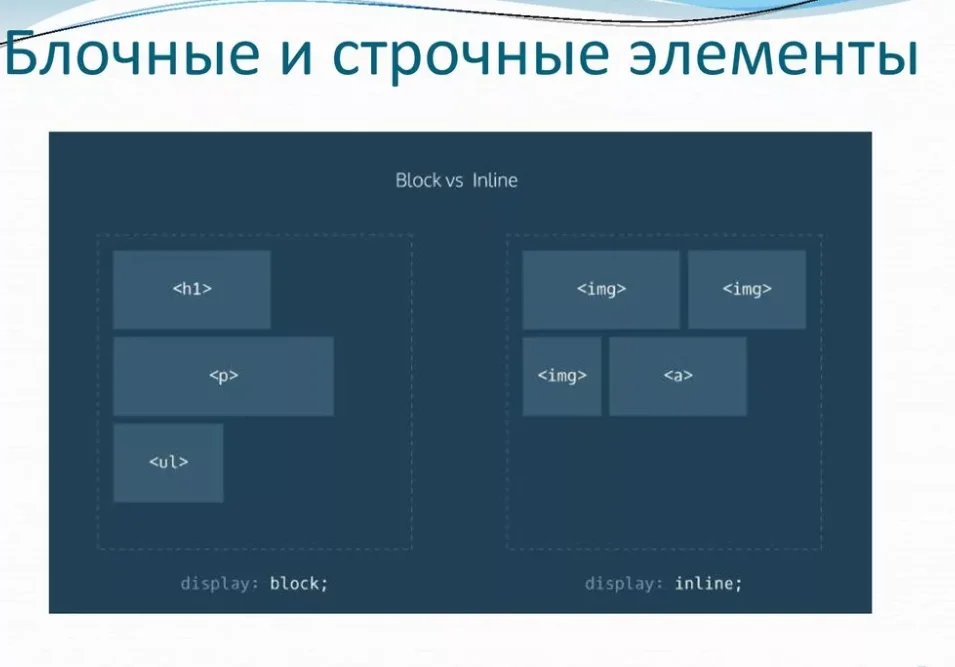 Блочные и строчные элементы
Block vs Inline
<h1>
<p>
<ul>
display: block;
<img> <img>
<img> <a>
display: inline;